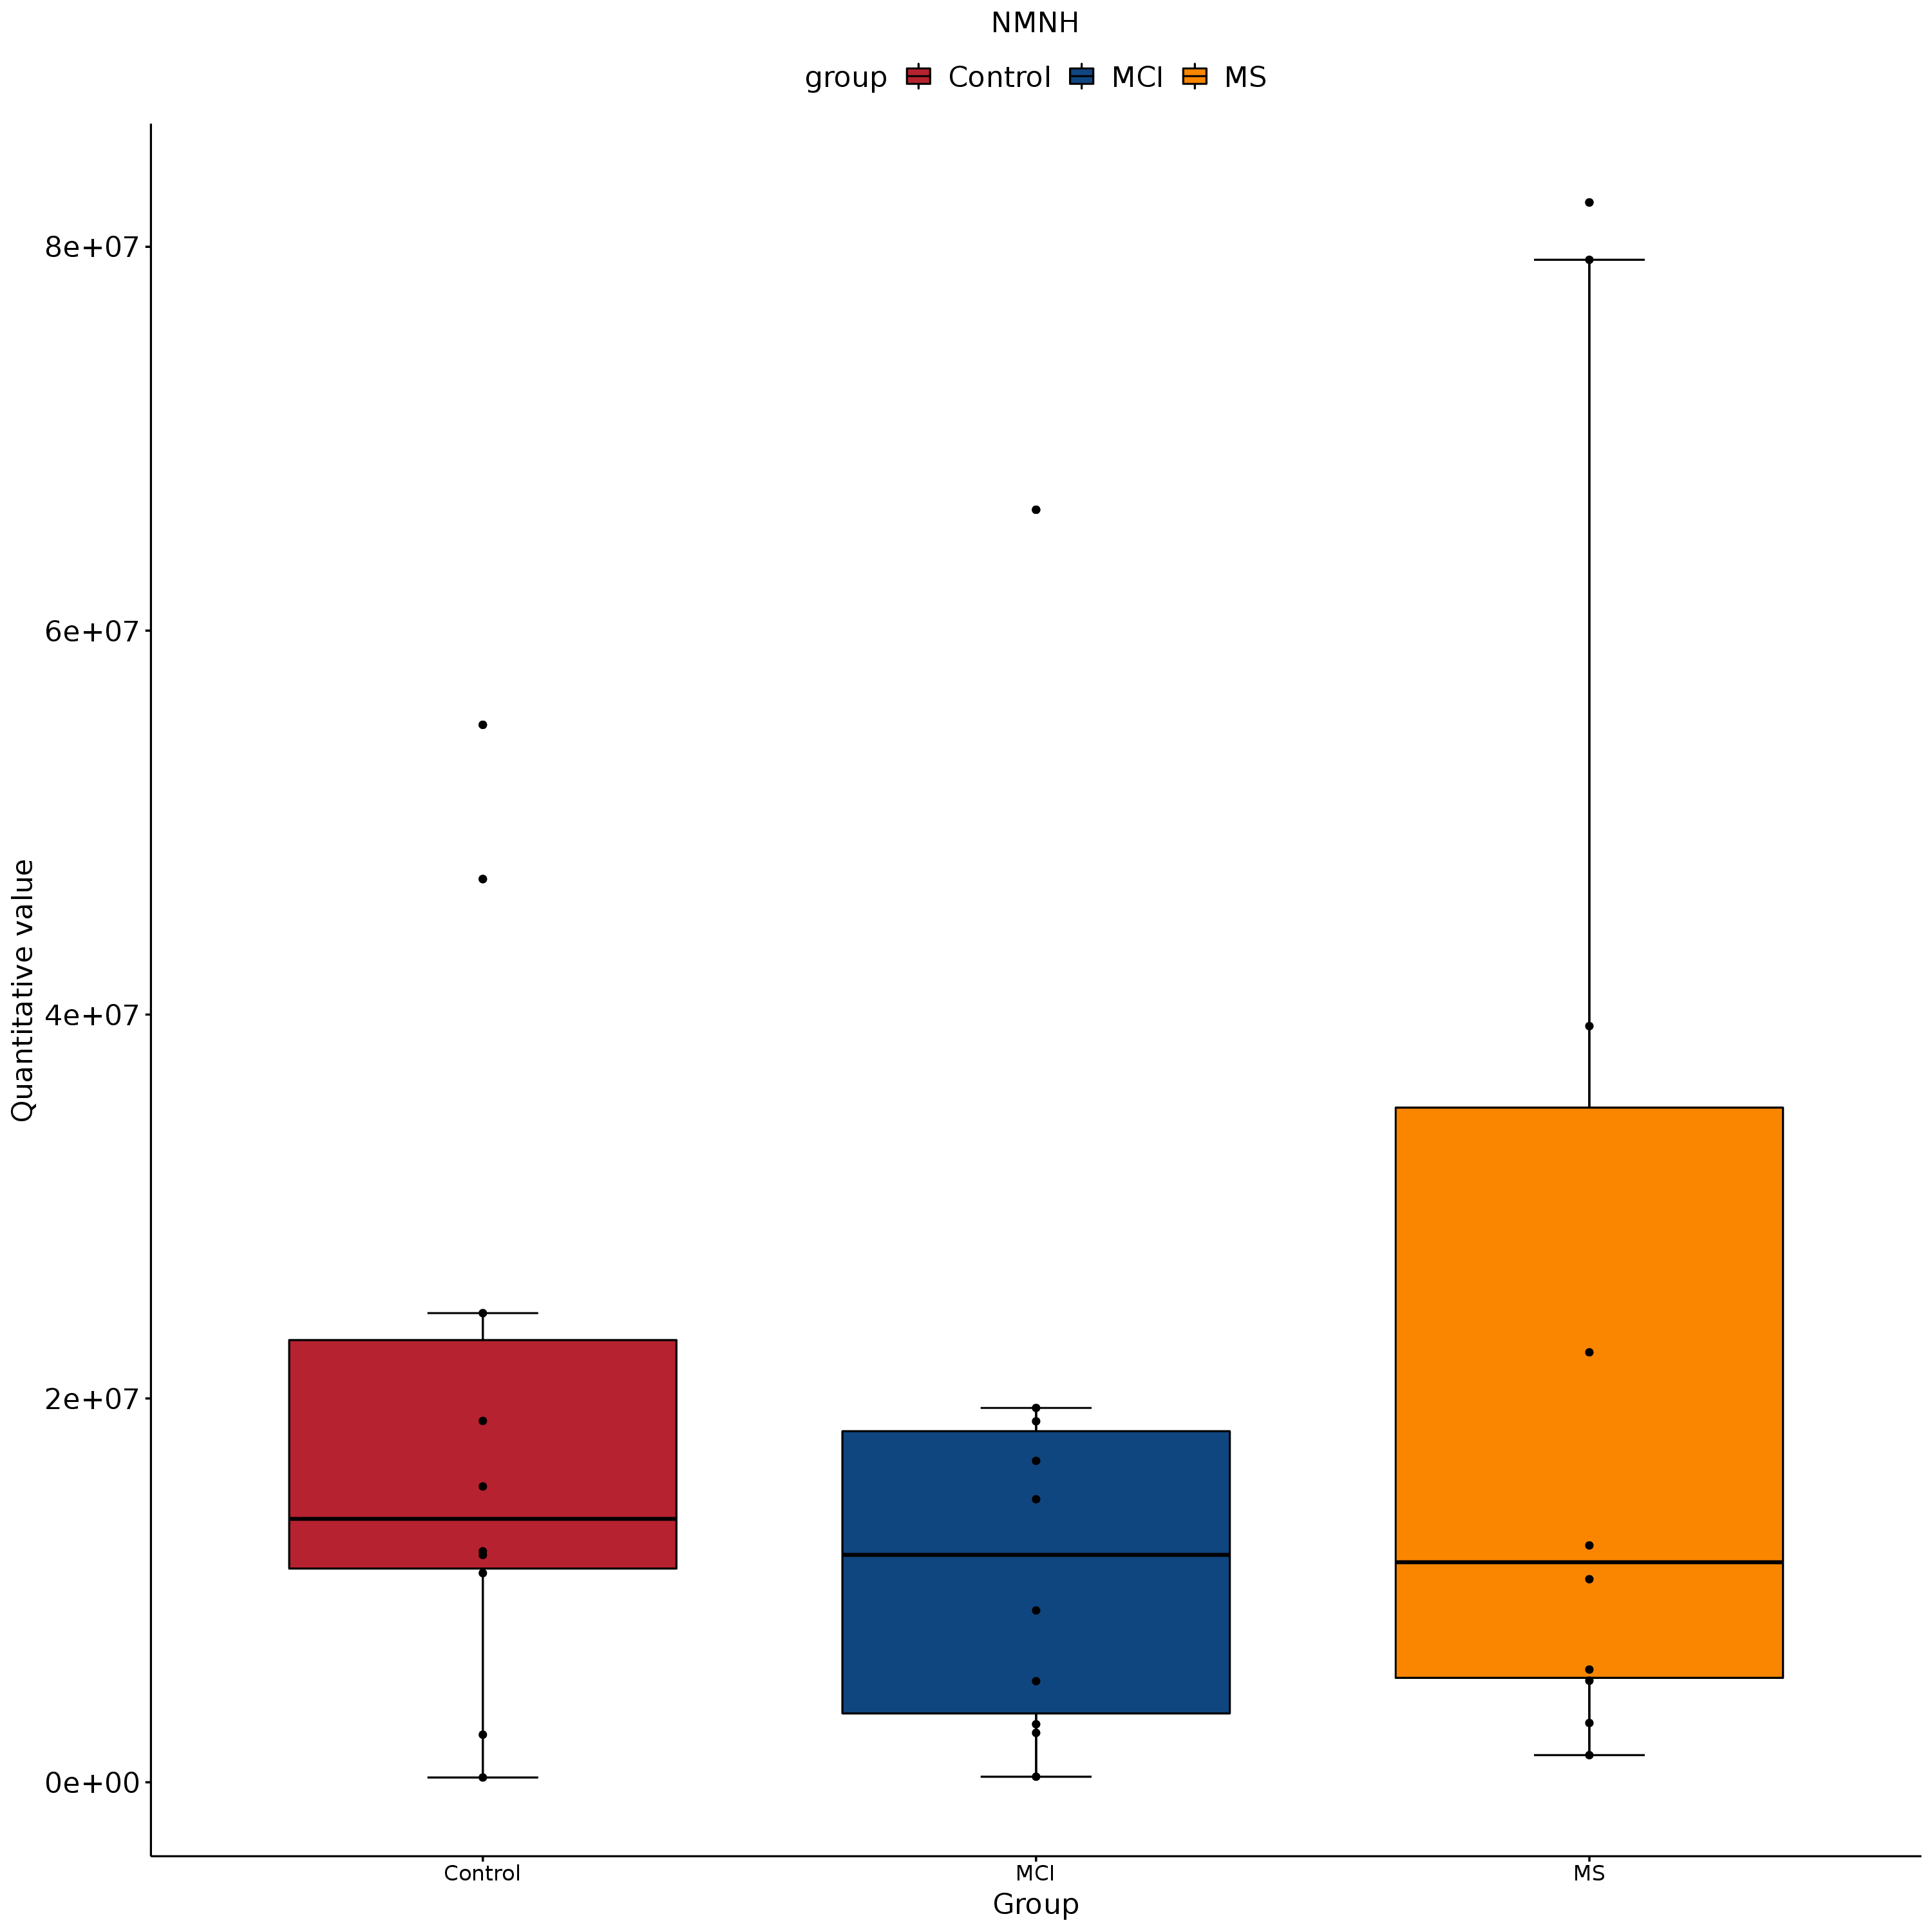 NMNH
group Control MCI MS
8e+07
6e+07
4e+07
2e+07
0e+00
Quantitative value
Control MCI MS
Group